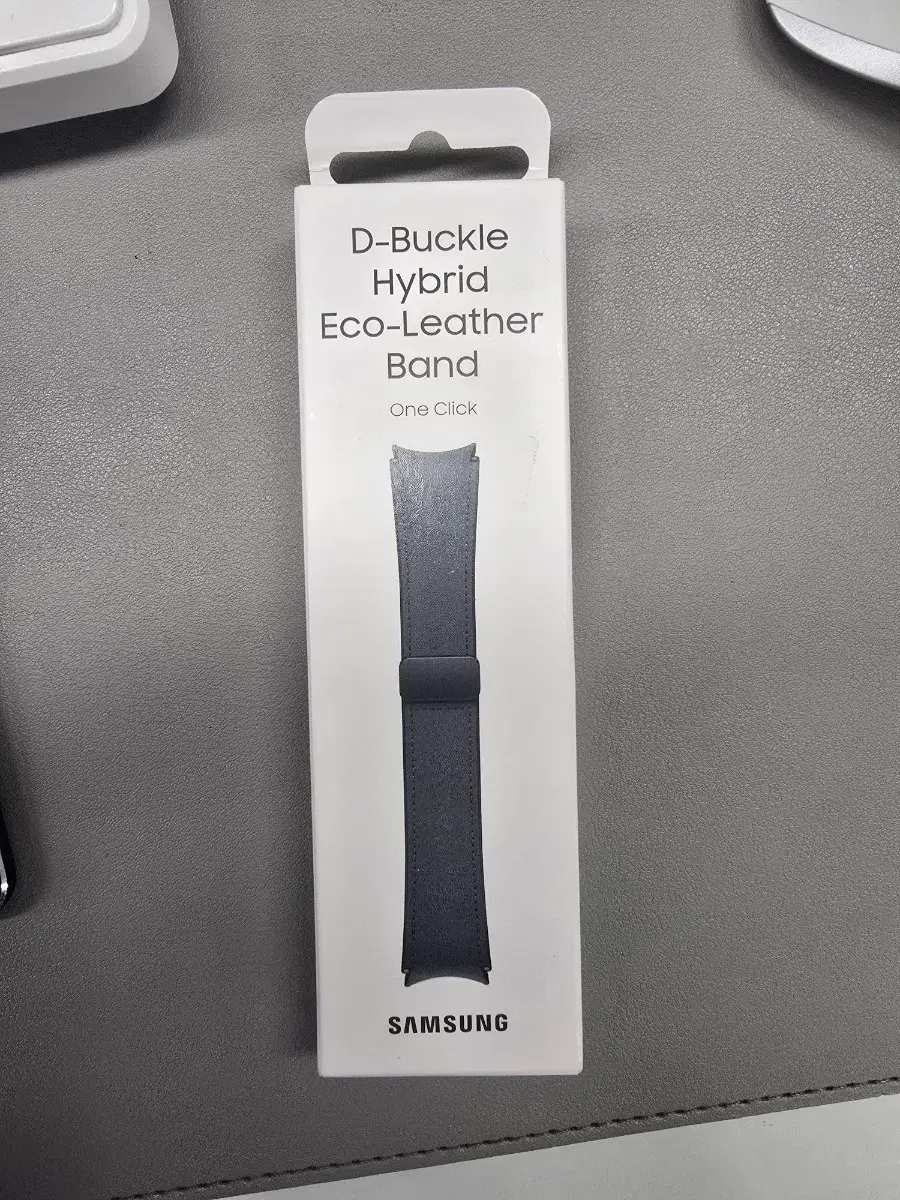 D-Buckle
Hybrid
Eco-Leather
Band
One Click
SAMSUNG